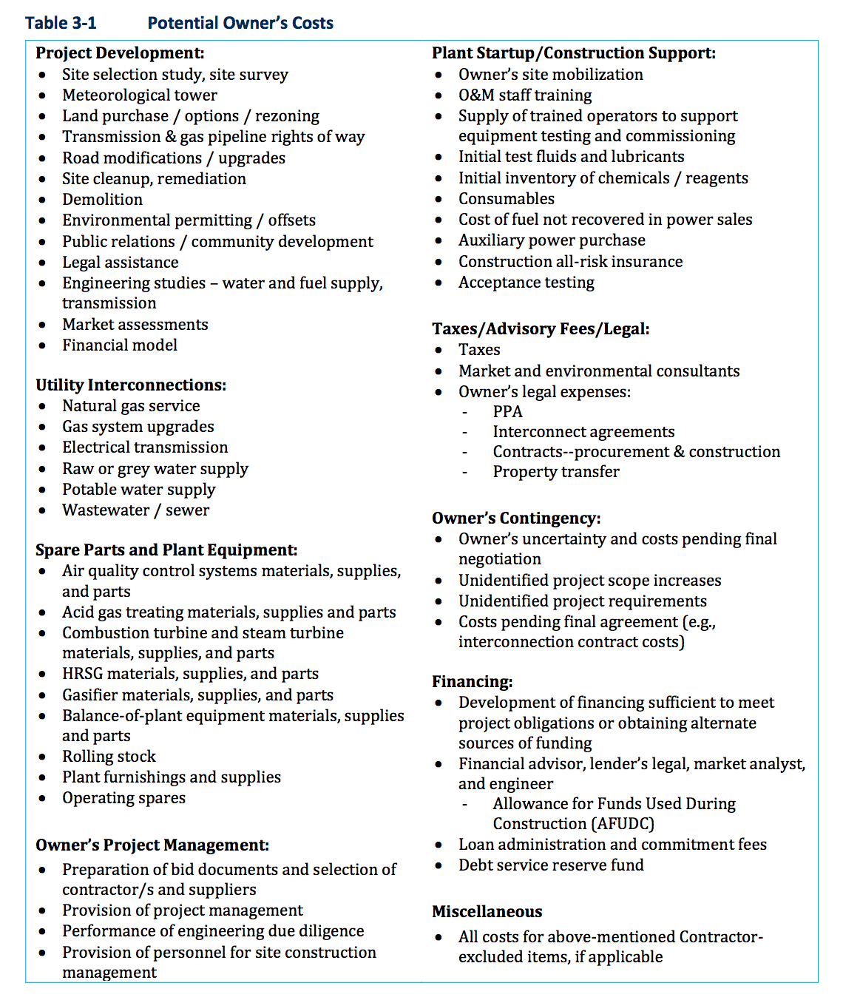 Table 3-1 Potential Owner's Costs
Project Development:
• Site selection study, site survey
• Meteorological tower
• Land purchase / options / rezoning
• Transmission & gas pipeline rights of way
• Road modifications / upgrades
• Site cleanup, remediation
• Demolition
• Environmental permitting / offsets
• Public relations / community development
• Legal assistance
• Engineering studies – water and fuel supply,
transmission
• Market assessments
• Financial model
Utility Interconnections:
• Natural gas service
• Gas system upgrades
• Electrical transmission
• Raw or grey water supply
• Potable water supply
• Wastewater / sewer
Spare Parts and Plant Equipment:
• Air quality control systems materials, supplies,
and parts
• Acid gas treating materials, supplies and parts
• Combustion turbine and steam turbine
materials, supplies, and parts
• HRSG materials, supplies, and parts
• Gasifier materials, supplies, and parts
• Balance-of-plant equipment materials, supplies
and parts
• Rolling stock
• Plant furnishings and supplies
• Operating spares
Owner's Project Management:
• Preparation of bid documents and selection of
contractor/s and suppliers
• Provision of project management
• Performance of engineering due diligence
• Provision of personnel for site construction
management
Plant Startup/Construction Support:
• Owner's site mobilization
• O&M staff training
• Supply of trained operators to support
equipment testing and commissioning
• Initial test fluids and lubricants
• Initial inventory of chemicals / reagents
• Consumables
• Cost of fuel not recovered in power sales
• Auxiliary power purchase
• Construction all-risk insurance
• Acceptance testing
Taxes/Advisory Fees/Legal:
• Taxes
• Market and environmental consultants
• Owner's legal expenses:
- PPA
- Interconnect agreements
- Contracts--procurement & construction
- Property transfer
Owner's Contingency:
• Owner's uncertainty and costs pending final
negotiation
• Unidentified project scope increases
• Unidentified project requirements
• Costs pending final agreement (e.g.,
interconnection contract costs)
Financing:
• Development of financing sufficient to meet
project obligations or obtaining alternate
sources of funding
• Financial advisor, lender's legal, market analyst,
and engineer
- Allowance for Funds Used During
Construction (AFUDC)
• Loan administration and commitment fees
• Debt service reserve fund
Miscellaneous
• All costs for above-mentioned Contractor-
excluded items, if applicable